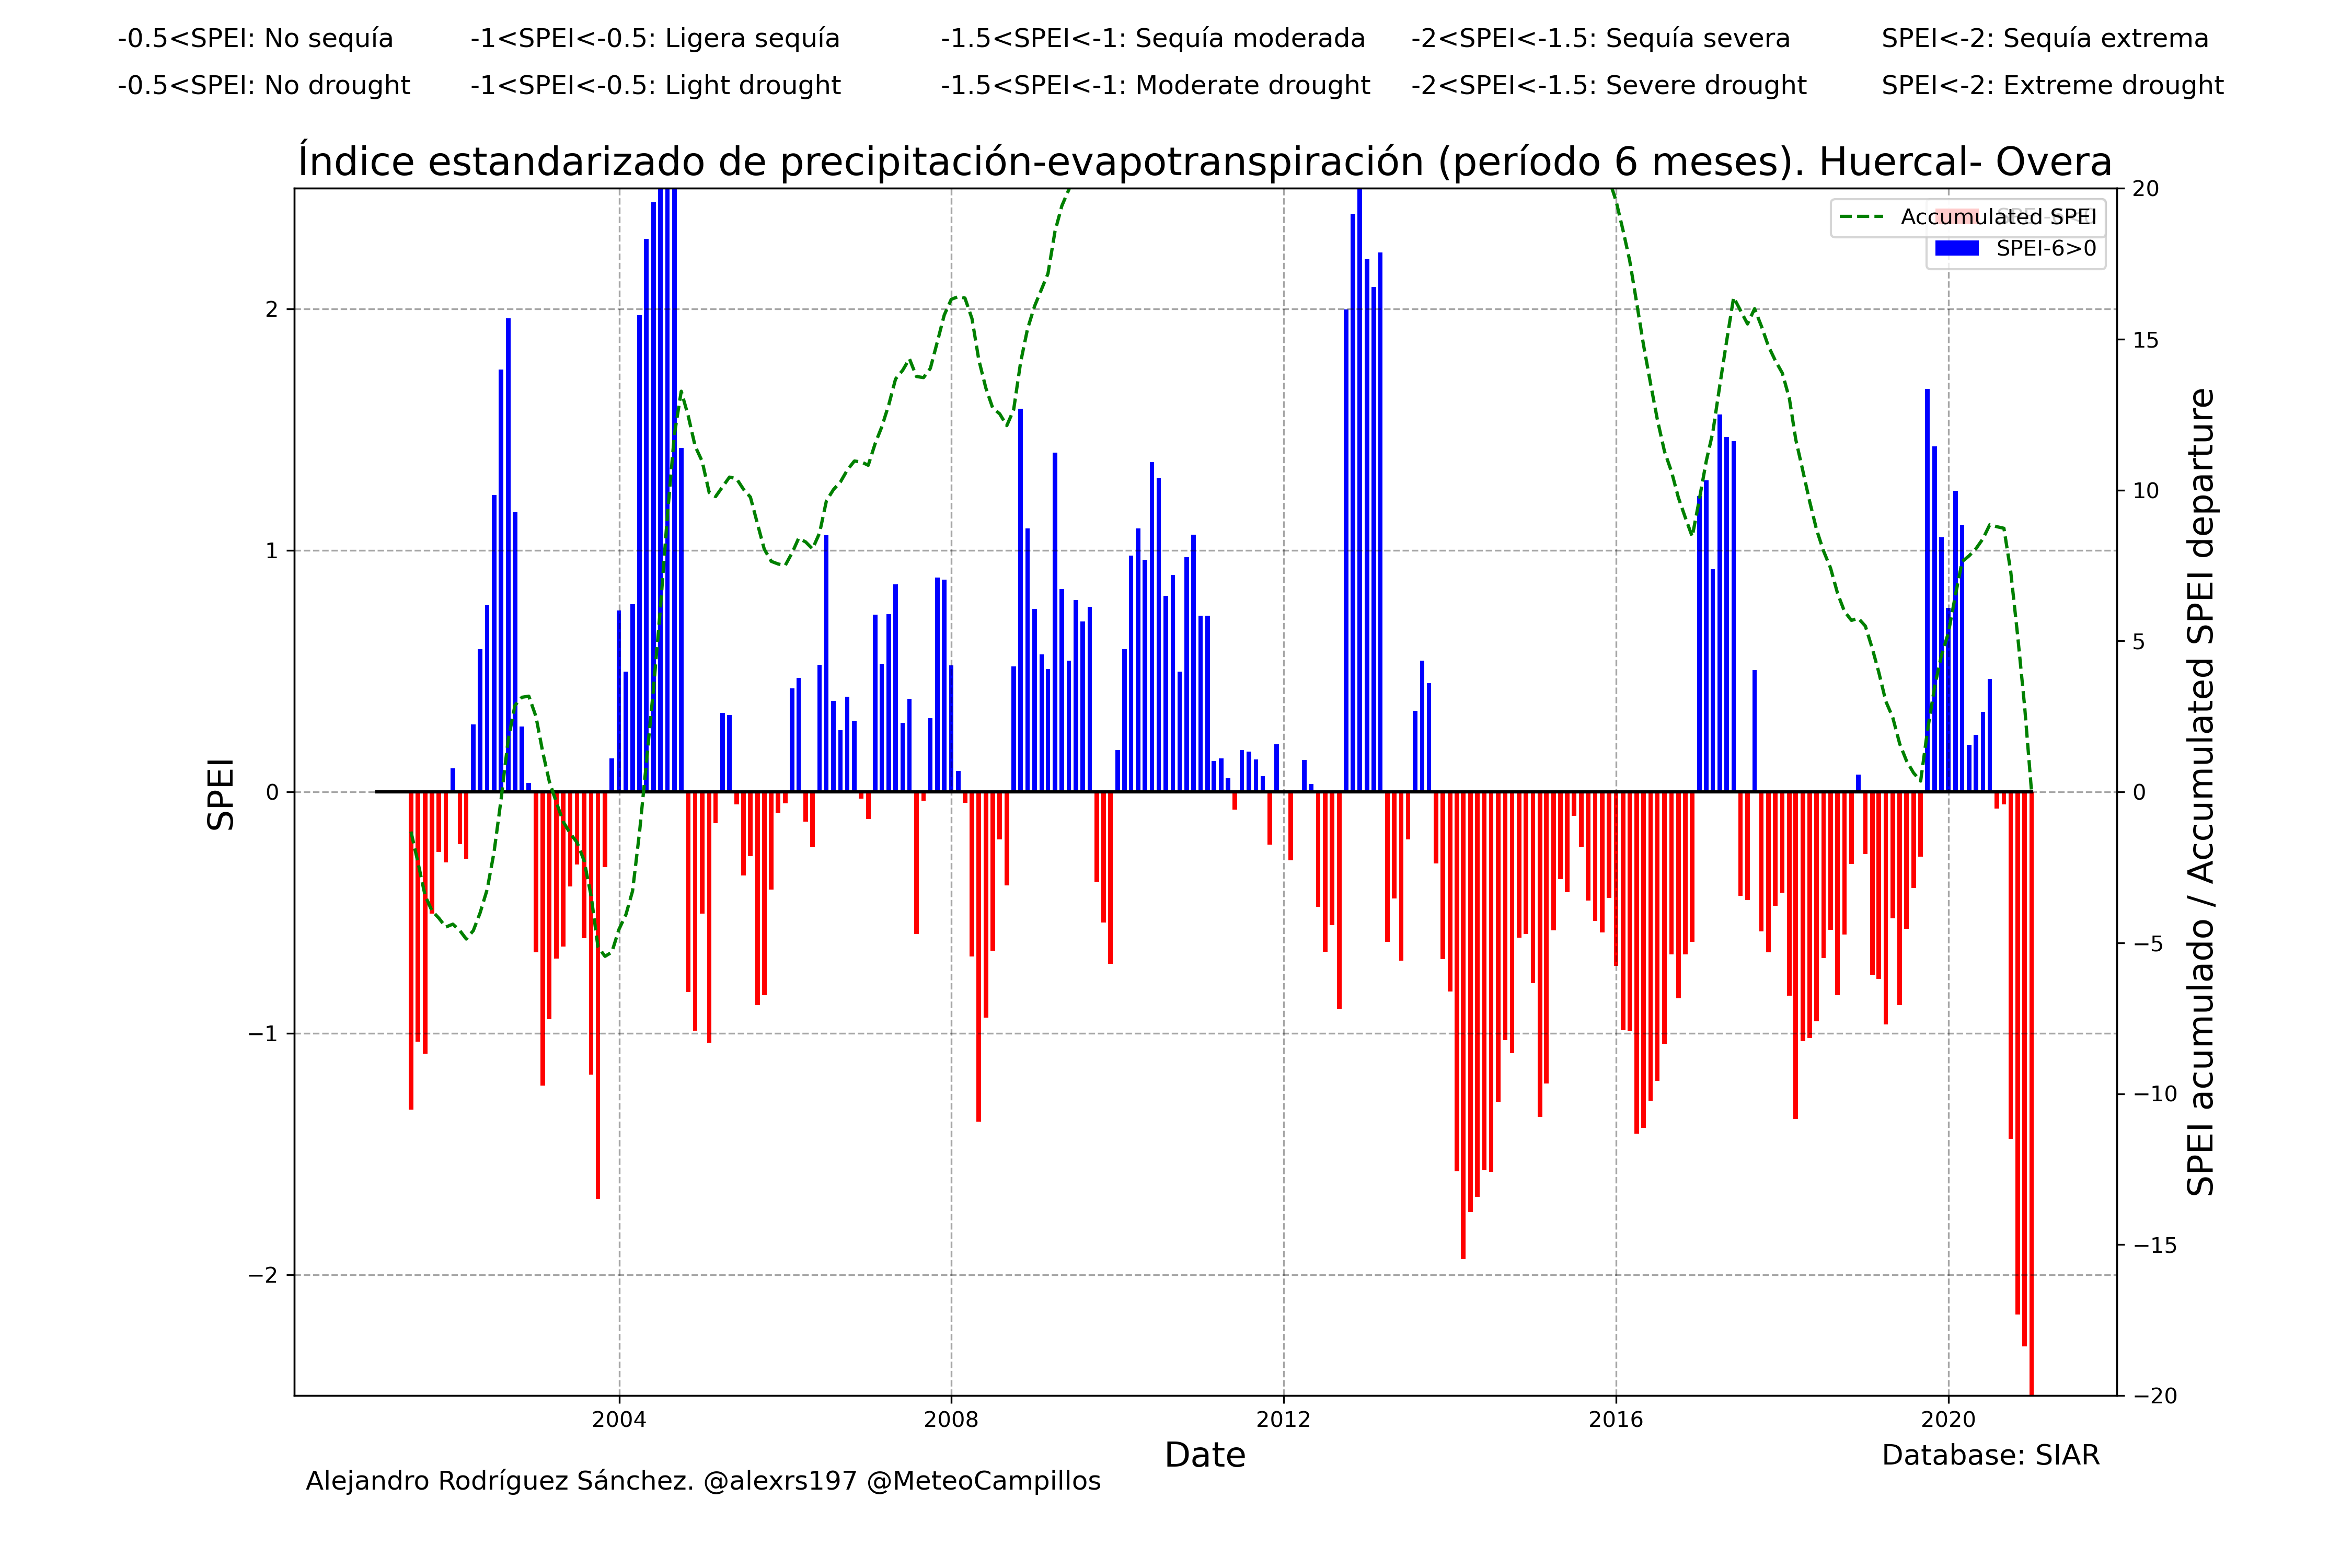 -0.5<SPEI: No sequía -1<SPEI<-0.5: Ligera sequía -1.5<SPEI<-1: Sequía moderada -2<SPEI<-1.5: Sequía severa SPEI<-2: Sequía extrema
-0.5<SPEI: No drought -1<SPEI<-0.5: Light drought -1.5<SPEI<-1: Moderate drought -2<SPEI<-1.5: Severe drought SPEI<-2: Extreme drought
Índice estandarizado de precipitación-evapotranspiración (período 6 meses). Huercal- Overa
Accumulated SPEI
SPEI-6>0
2
1
0
−1
−2
SPEI
20
15
10
5
0
−5
−10
−15
−20
SPEI acumulado / Accumulated SPEI departure
2004 2008 2012 2016 2020
Date
Database: SIAR
Alejandro Rodríguez Sánchez. @alexrs197 @MeteoCampillos